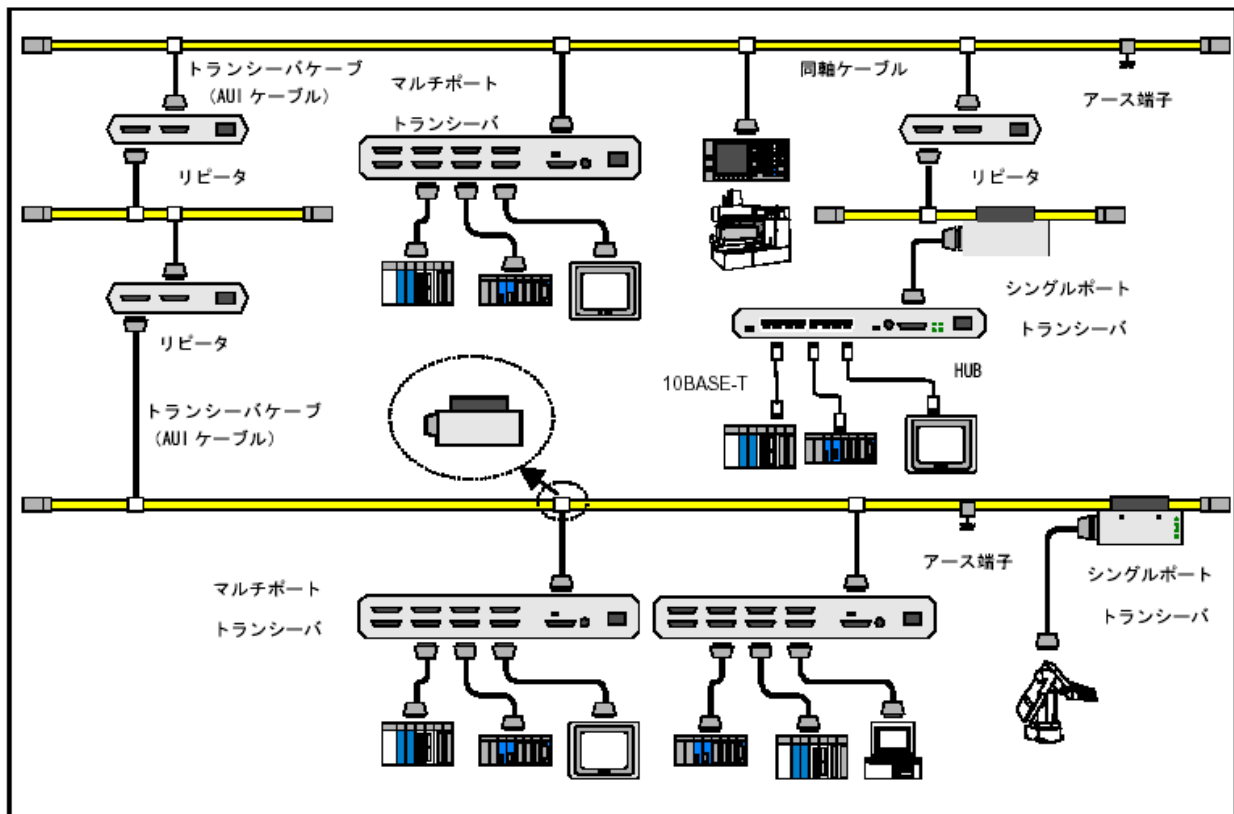 トランシーバケーブ
(AUI ケーブル)
マルチポート
トランシーバ
同軸ケーブル
アース端子
リピータ
リピータ
シングルポート
トランシーバ
リピータ
HUB
10BASE-T
トランシーバケーブ
(AUI ケーブル)
アース端子
マルチポート
トランシーバ
シングルポート
トランシーバ